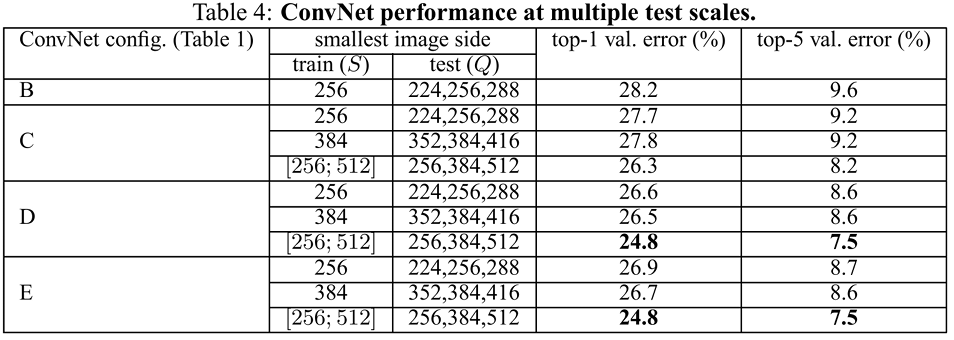 Table 4: ConvNet performance at multiple test scales.
ConvNet config. (Table 1) smallest image side top-1 val. error (%) top-5 val. error (%)
train (S) test (Q)
B 256 224,256,288 28.2 9.6
256 224,256,288 27.7 9.2
C 384 352,384,416 27.8 9.2
[256; 512] 256,384,512 26.3 8.2
256 224,256,288 26.6 8.6
D 384 352,384,416 26.5 8.6
[256; 512] 256,384,512 24.8 7.5
256 224,256,288 26.9 8.7
E 384 352,384,416 26.7 8.6
[256; 512] 256,384,512 24.8 7.5